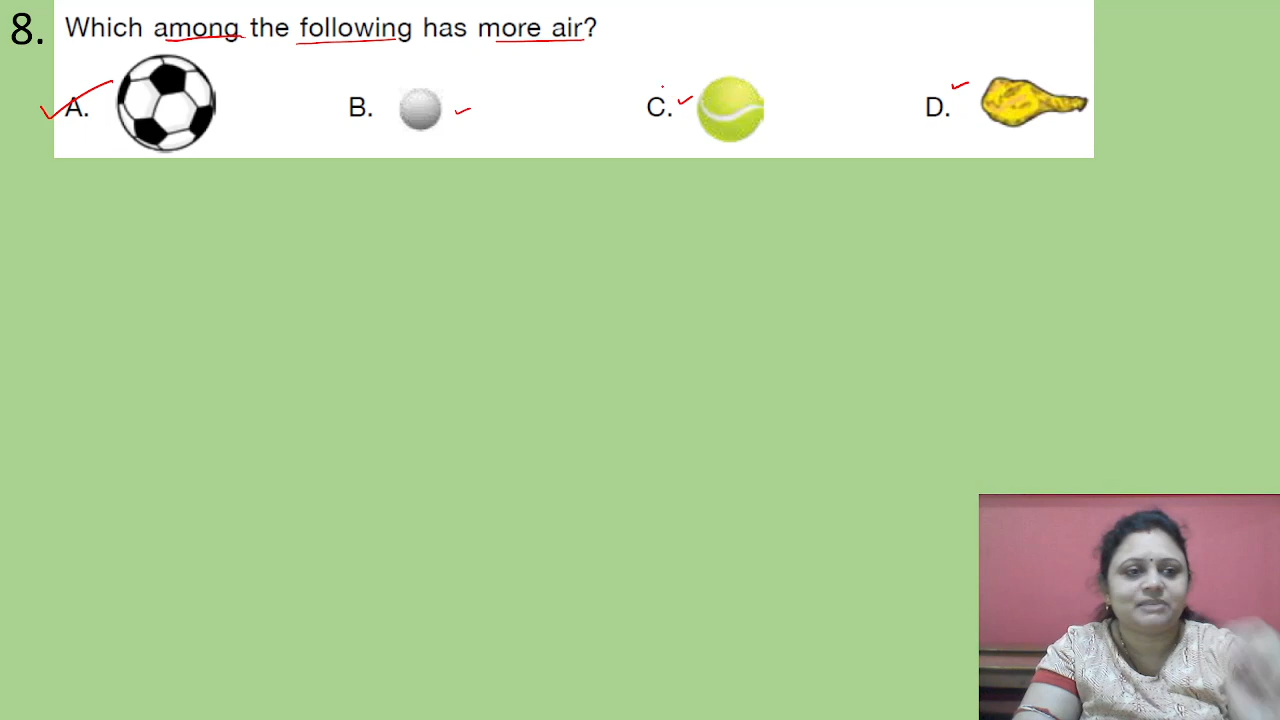 8. Which among the following has more air?
A. B. C. D.